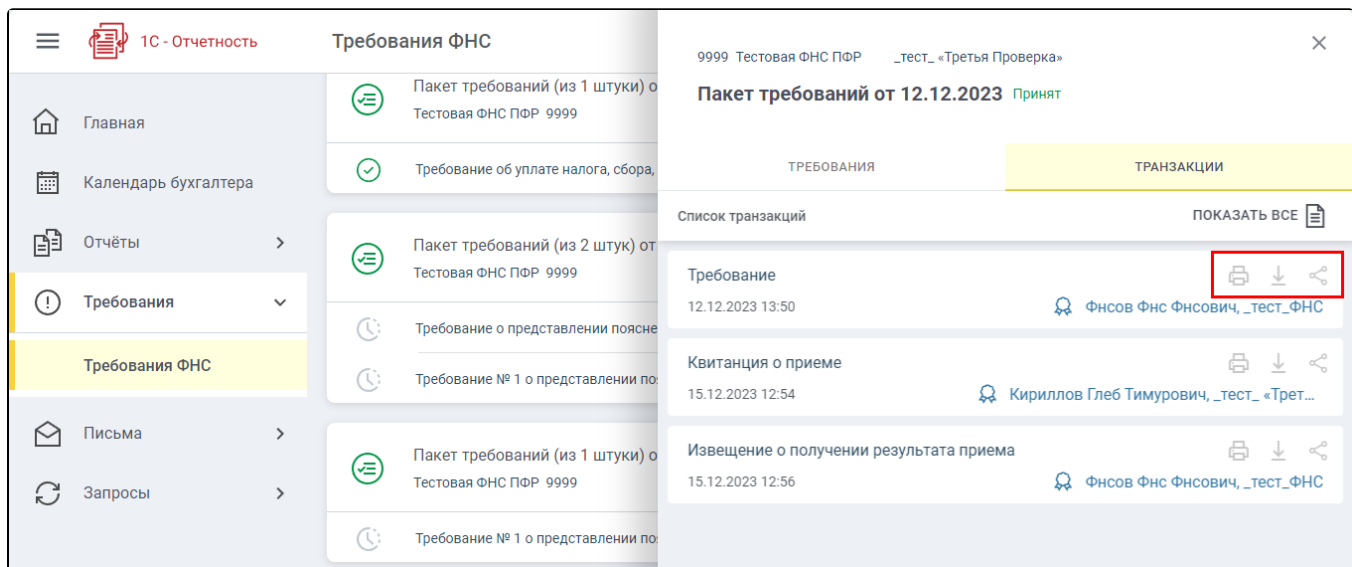 1С - Отчетность
Требования ФНС
Главная
Календарь бухгалтера
Отчёты
Требования
Требования ФНС
Письма
Запросы
Пакет требований (из 1 штуки) о
Тестовая ФНС ПФР 9999
Требование об уплате налога, сбора,
Пакет требований (из 2 штук) от
Тестовая ФНС ПФР 9999
Требование о представлении поясне
Требование № 1 о представлении по
Пакет требований (из 1 штуки) о
Тестовая ФНС ПФР 9999
Требование № 1 о представлении по
9999 Тестовая ФНС ПФР _тест_ «Третья Проверка»
Пакет требований от 12.12.2023 Принят
ТРЕБОВАНИЯ ТРАНЗАКЦИИ
Список транзакций ПОКАЗАТЬ ВСЕ
Требование
12.12.2023 13:50 Фнсов Фнс Фнсович, _тест_ФНС
Квитанция о приеме
15.12.2023 12:54 Кириллов Глеб Тимурович, _тест_ «Трет...
Извещение о получении результата приема
15.12.2023 12:56 Фнсов Фнс Фнсович, _тест_ФНС